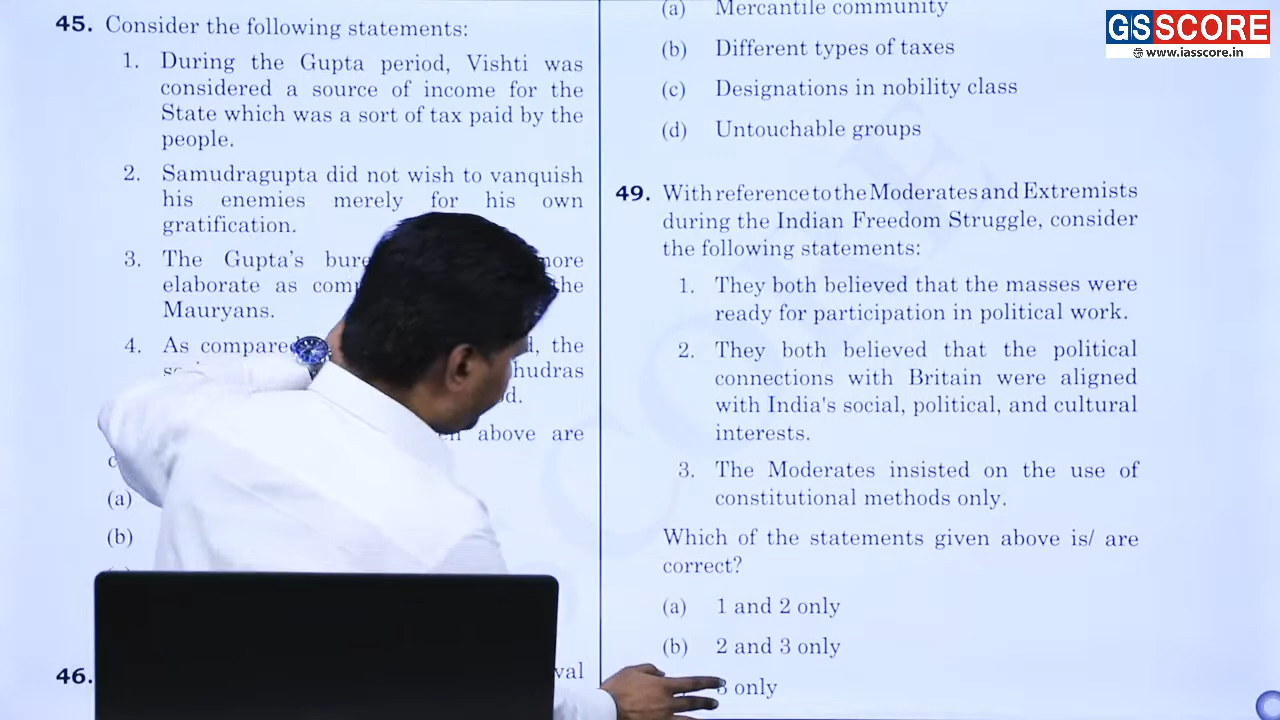 45. Consider the following statements:
1. During the Gupta period, Vishti was
considered a source of income for the
State which was a sort of tax paid by the
people.
2. Samudragupta did not wish to vanquish
his enemies merely for his own
gratification.
3. The Gupta's
elaborate as
Mauryans.
4. As compared the
above are
(a)
(b)
46.
(a) Mercantile community
(b) Different types of taxes
(c) Designations in nobility class
(d) Untouchable groups
49. With reference to the Moderates and Extremists
during the Indian Freedom Struggle, consider
the following statements:
1. They both believed that the masses were
ready for participation in political work.
2. They both believed that the political
connections with Britain were aligned
with India's social, political, and cultural
interests.
3. The Moderates insisted on the use of
constitutional methods only.
Which of the statements given above is/ are
correct?
(a) 1 and 2 only
(b) 2 and 3 only
3 only
GSSCORE
www.iasscore.in